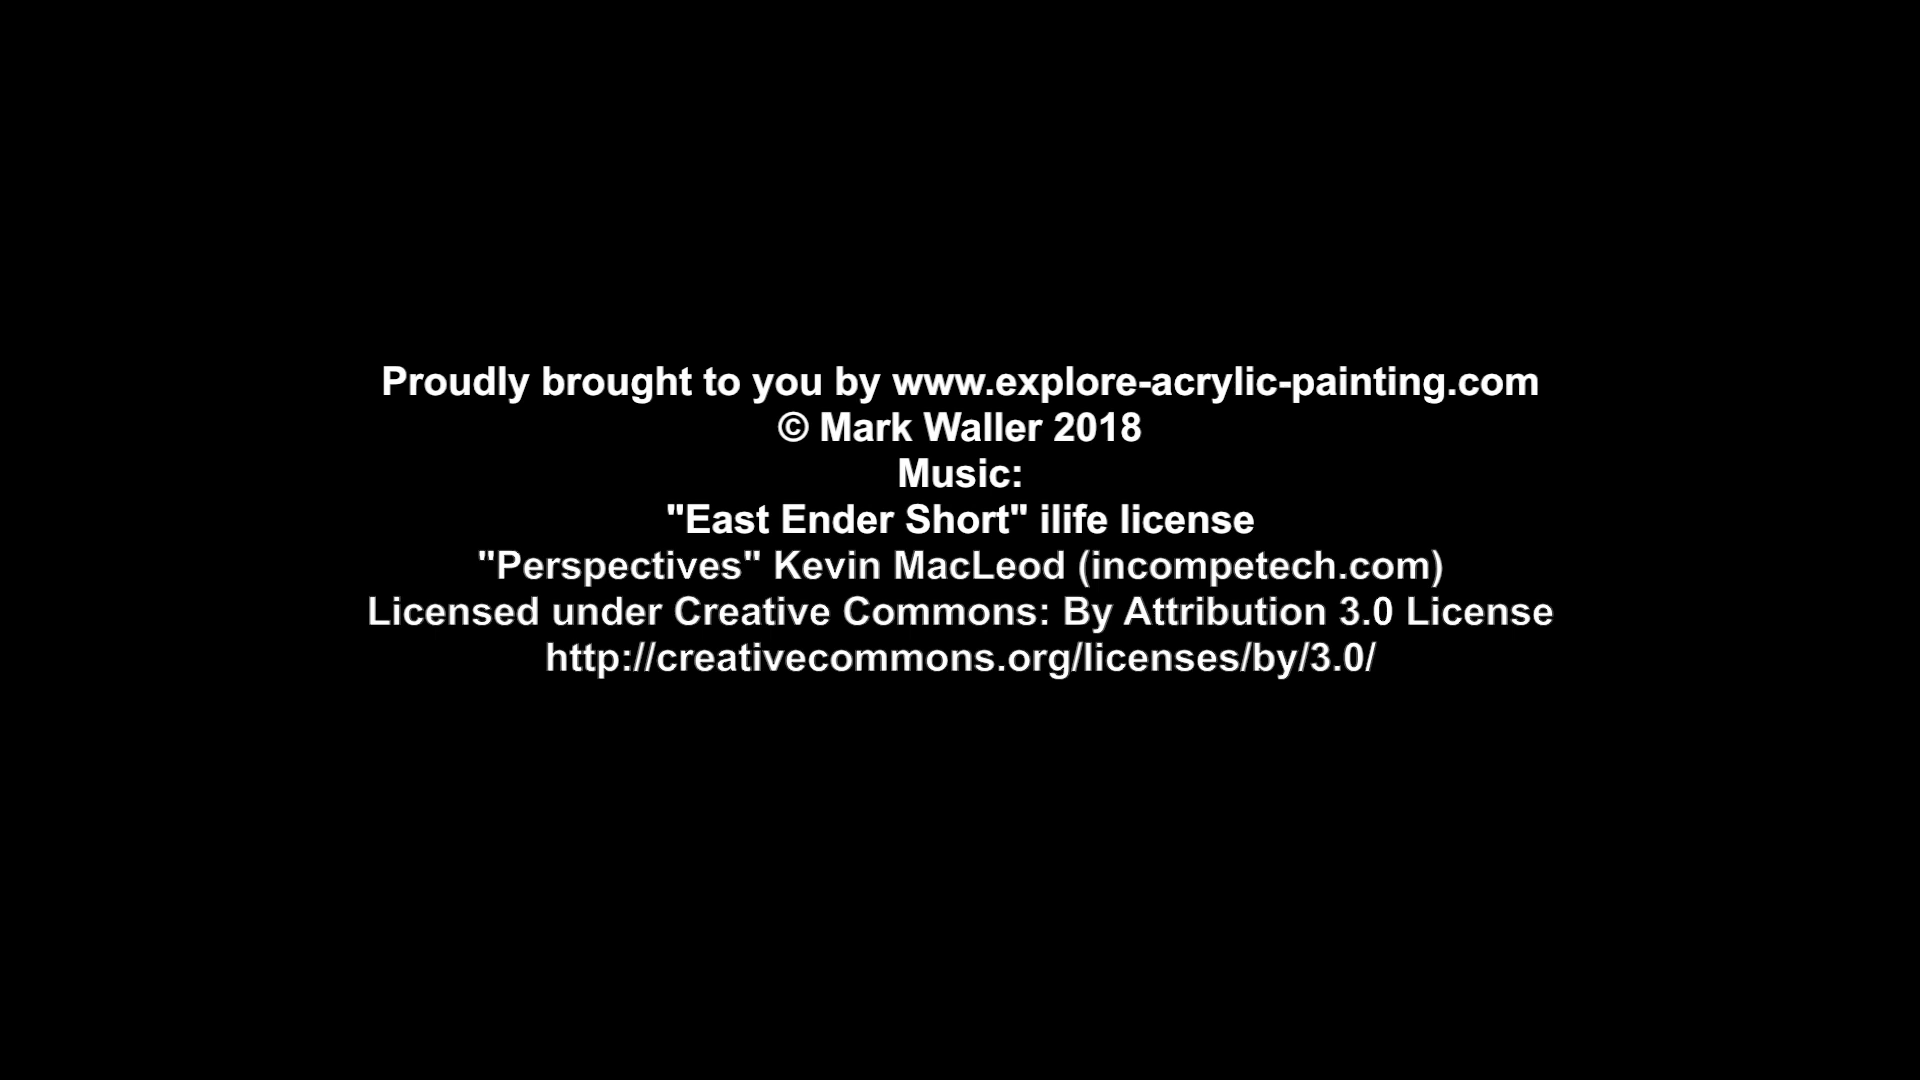 Proudly brought to you by www.explore-acrylic-painting.com
© Mark Waller 2018
Music:
"East Ender Short" ilife license
"Perspectives" Kevin MacLeod (incompetech.com)
Licensed under Creative Commons: By Attribution 3.0 License
http://creativecommons.org/licenses/by/3.0/